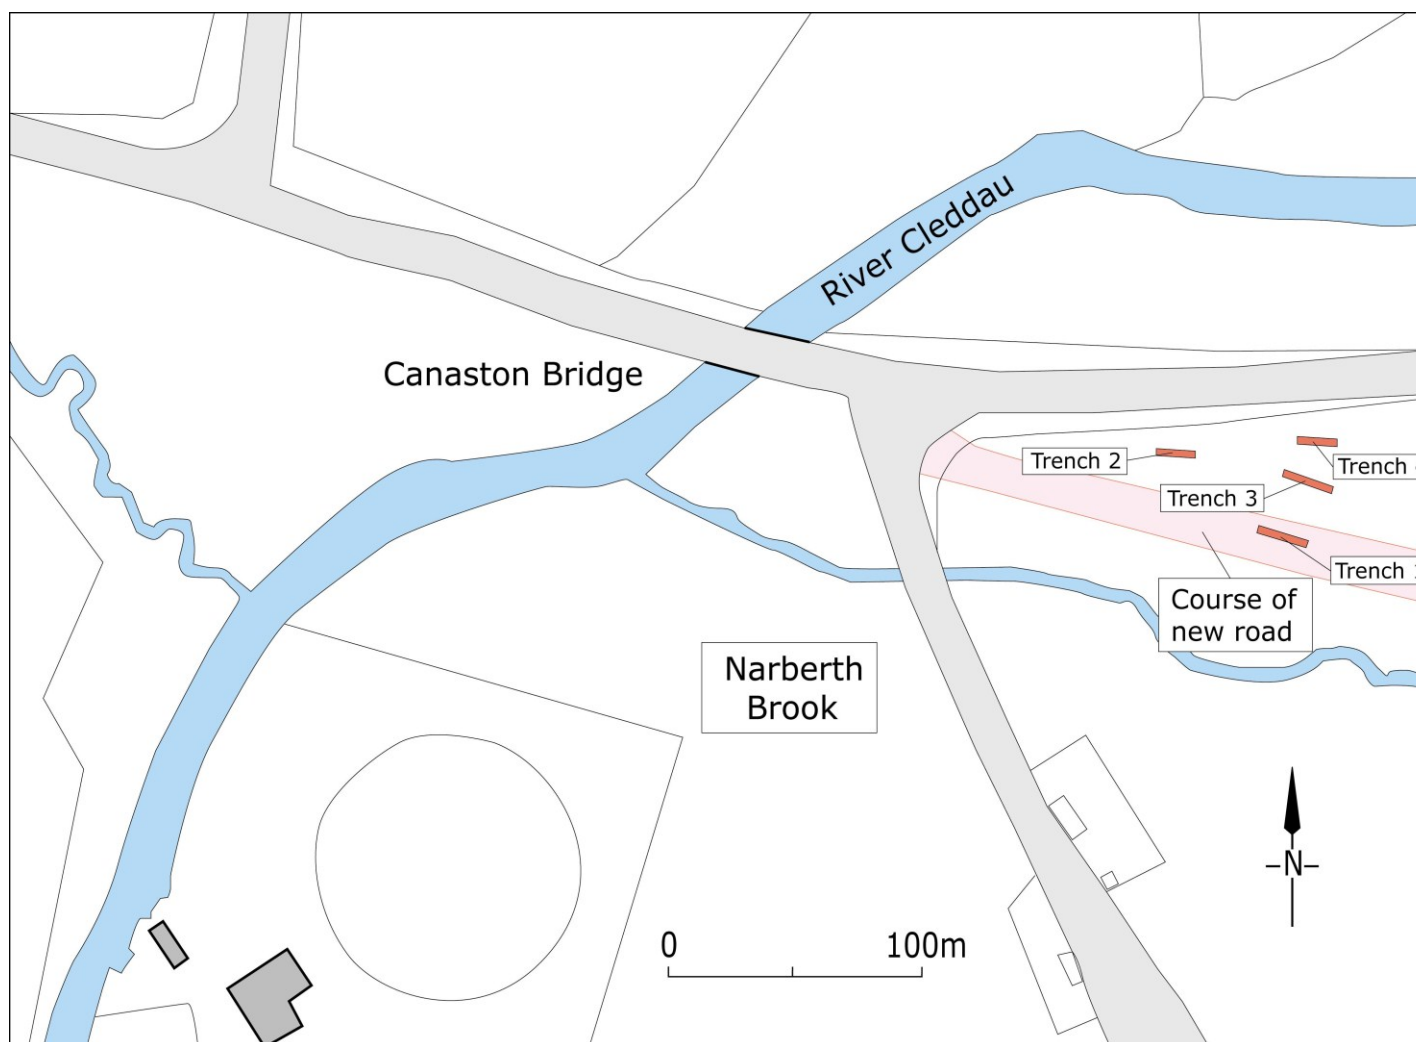 River Cleddau
Canaston Bridge
Trench 2
Trench
Trench 3
Trench
Course of
new road
Narberth
Brook
N
0 100m